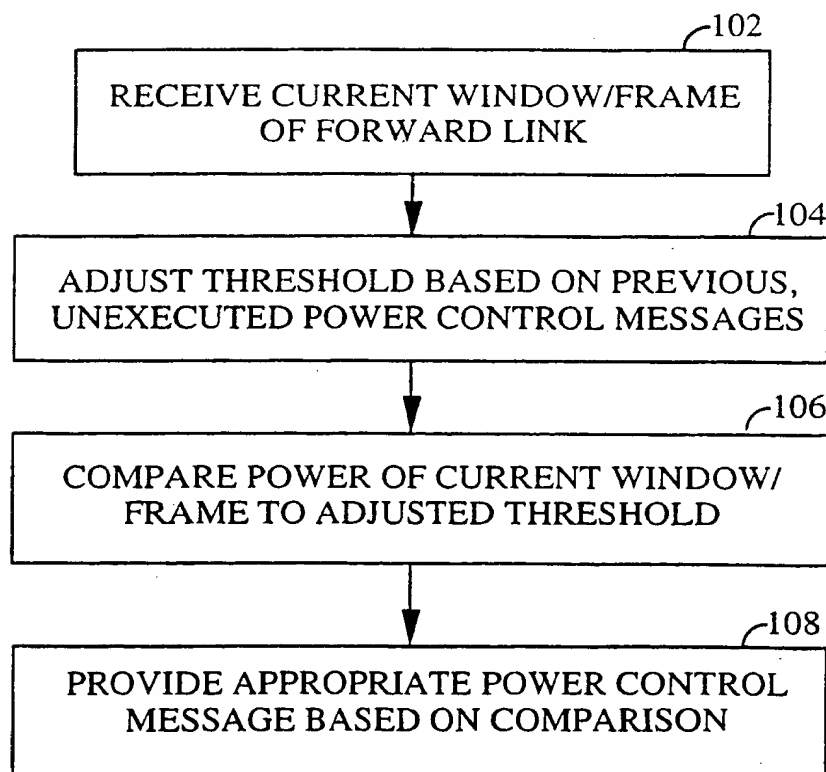 102
RECEIVE CURRENT WINDOW/FRAME
OF FORWARD LINK
104
ADJUST THRESHOLD BASED ON PREVIOUS,
UNEXECUTED POWER CONTROL MESSAGES
106
COMPARE POWER OF CURRENT WINDOW/
FRAME TO ADJUSTED THRESHOLD
108
PROVIDE APPROPRIATE POWER CONTROL
MESSAGE BASED ON COMPARISON